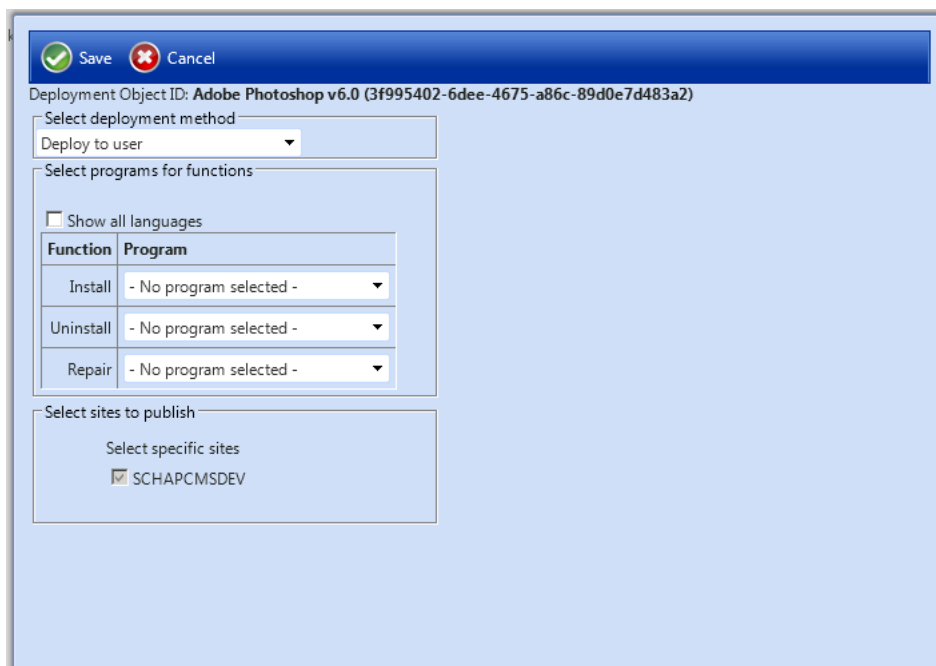 Save Cancel
Deployment Object ID: Adobe Photoshop v6.0 (3f995402-6dee-4675-a86c-89d0e7d483a2)
Select deployment method
Deploy to user
Select programs for functions
Show all languages
Function Program
Install - No program selected -
Uninstall - No program selected -
Repair - No program selected -
Select sites to publish
Select specific sites
SCHAPCMSDEV